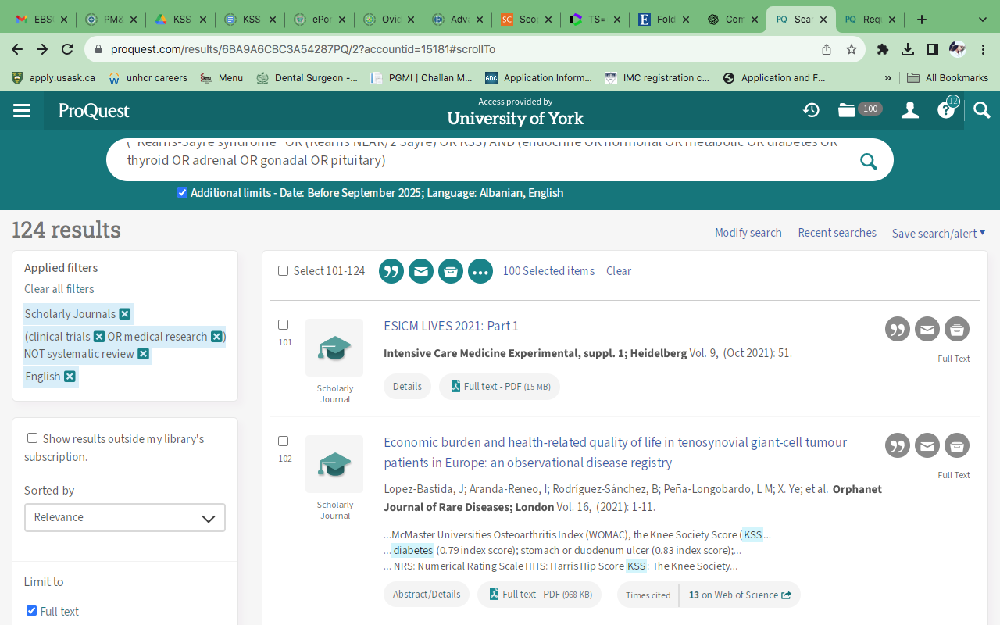 EBS
PM&
KSS
KSS
ePo
Ovid
Adva
SC
Sco
TS=
Fold
Com
PQ
Sear
PQ
Requ
proquest.com/results/6BA9A6CBC3A54287PQ/2?accountid=15181#scrollTo
apply.usask.ca
unhcr careers
Menu
Dental Surgeon -...
PGMI | Challan M...
GDC
Application Inform...
IMC registration c...
Application and F...
»
All Bookmarks
ProQuest
Access provided by
University of York
100
12
("Kearns-Sayre syndrome" OR (Kearns NEAR/2 Sayre) OR KSS) AND (endocrine OR hormonal OR metabolic OR diabetes OR
thyroid OR adrenal OR gonadal OR pituitary)
Additional limits - Date: Before September 2025; Language: Albanian, English
124 results
Modify search
Recent searches
Save search/alert
Applied filters
Clear all filters
Scholarly Journals
(clinical trials OR medical research )
NOT systematic review
English
Show results outside my library's
subscription.
Sorted by
Relevance
Limit to
Full text
Select 101-124
100 Selected items
Clear
101
Scholarly
Journal
ESICM LIVES 2021: Part 1
Intensive Care Medicine Experimental, suppl. 1; Heidelberg Vol. 9, (Oct 2021): 51.
Details
Full text - PDF (15 MB)
Full Text
102
Scholarly
Journal
Economic burden and health-related quality of life in tenosynovial giant-cell tumour
patients in Europe: an observational disease registry
Lopez-Bastida, J; Aranda-Reneo, I; Rodríguez-Sánchez, B; Peña-Longobardo, L M; X. Ye; et al. Orphanet
Journal of Rare Diseases; London Vol. 16, (2021): 1-11.
...McMaster Universities Osteoarthritis Index (WOMAC), the Knee Society Score (KSS...
...diabetes (0.79 index score); stomach or duodenum ulcer (0.83 index score);...
... NRS: Numerical Rating Scale HHS: Harris Hip Score KSS: The Knee Society...
Abstract/Details
Full text - PDF (968 KB)
Times cited
13 on Web of Science
Full Text